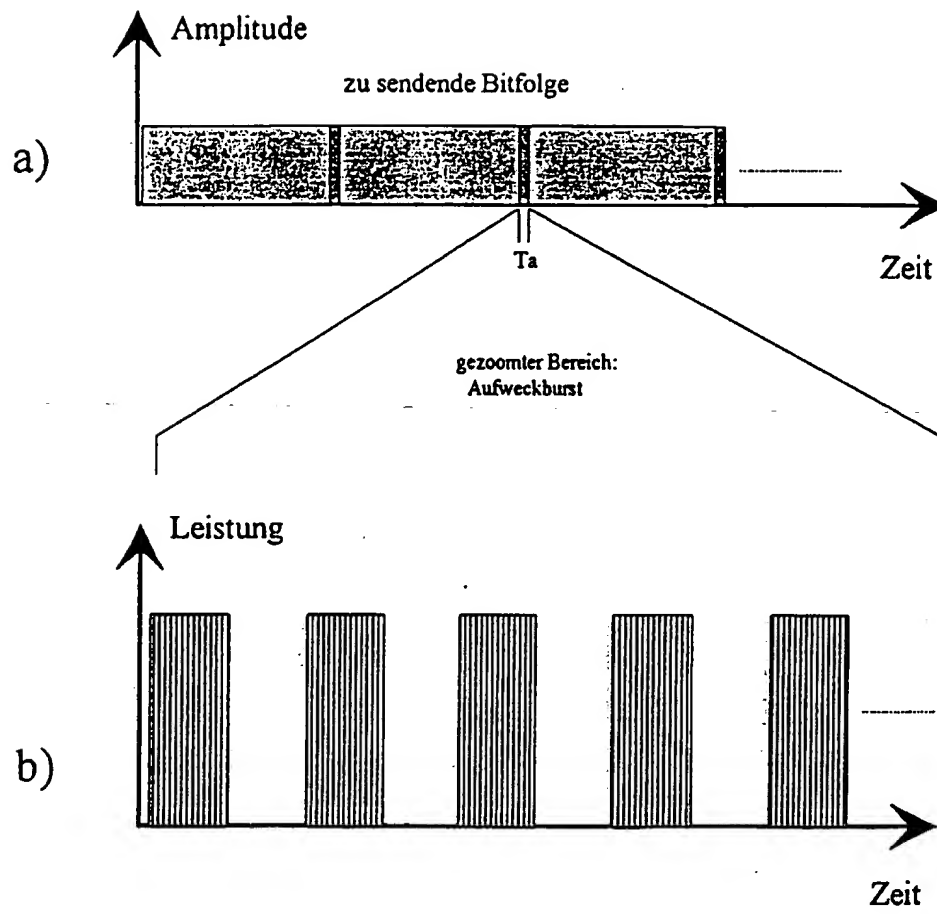 Amplitude
zu sendende Bitfolge
a)
Ta
Zeit
gezoomter Bereich:
Aufweckburst
Leistung
b)
Zeit